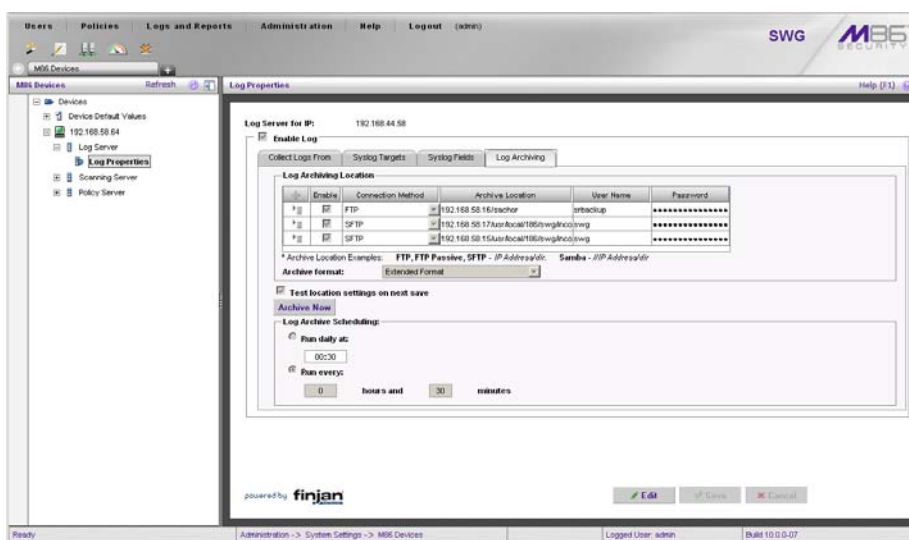 Users Policies Logs and Reports Administration Help Logout (admin)
SWG
M86
SECURITY
M86 Devices
M86 Devices Refresh
Log Properties Help (F1)
Devices
Device Default Values
192.168.58.64
Log Server
Log Properties
Scanning Server
Policy Server
Log Server for IP: 192.168.44.58
Enable Log
Collect Logs From Syslog Targets Syslog Fields Log Archiving
Log Archiving Location
Enable Connection Method Archive Location User Name Password
FTP 192.168.58.16/sachor srbackup
SFTP 192.168.58.17/usr/local/186/swg/inco swg
SFTP 192.168.58.15/usr/local/186/swg/inco swg
* Archive Location Examples: FTP, FTP Passive, SFTP - IP Address/dir. Samba - //IP Address/dir
Archive format: Extended Format
Test location settings on next save
Archive Now
Log Archive Scheduling:
Run daily at:
00:30
Run every:
0 hours and 30 minutes
powered by finjan
Edit Save Cancel
Ready Administration -> System Settings -> M86 Devices Logged User: admin Build 10.0.0-07